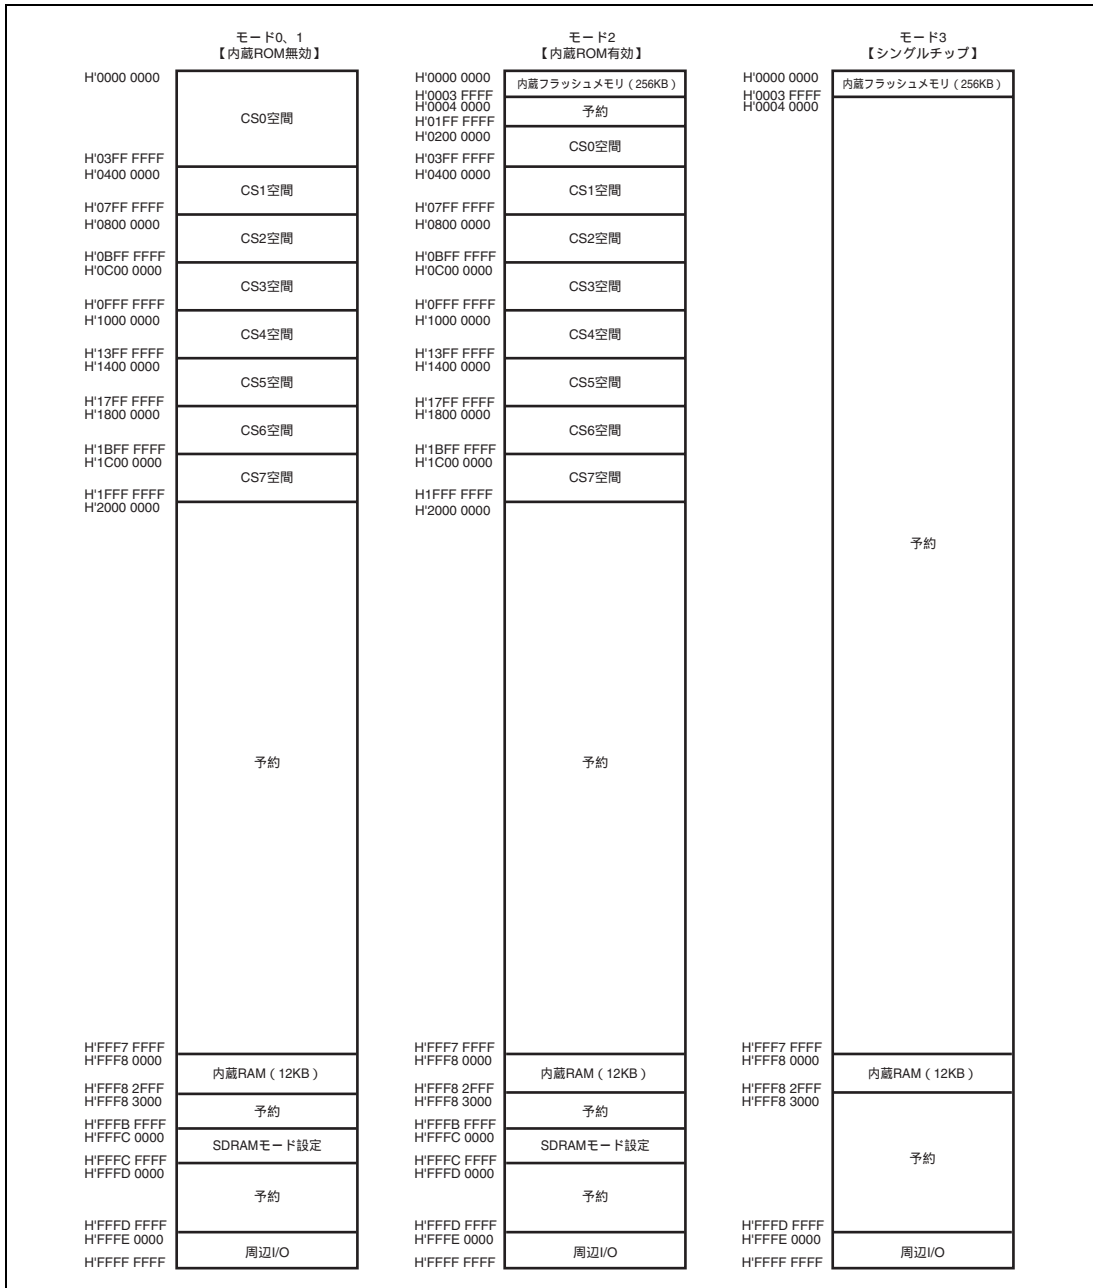 モード0、1
【内蔵ROM無効】
H'0000 0000
CS0空間
H'03FF FFFF
H'0400 0000
CS1空間
H'07FF FFFF
H'0800 0000
CS2空間
H'0BFF FFFF
H'0C00 0000
CS3空間
H'0FFF FFFF
H'1000 0000
CS4空間
H'13FF FFFF
H'1400 0000
CS5空間
H'17FF FFFF
H'1800 0000
CS6空間
H'1BFF FFFF
H'1C00 0000
CS7空間
H'1FFF FFFF
H'2000 0000
予約
H'FFF7 FFFF
H'FFF8 0000
内蔵RAM（12KB）
H'FFF8 2FFF
H'FFF8 3000
予約
H'FFFB FFFF
H'FFFC 0000
SDRAMモード設定
H'FFFC FFFF
H'FFFD 0000
予約
H'FFFD FFFF
H'FFFE 0000
周辺I/O
H'FFFF FFFF
モード2
【内蔵ROM有効】
H'0000 0000
内蔵フラッシュメモリ（256KB）
H'0003 FFFF
H'0004 0000
予約
H'01FF FFFF
H'0200 0000
CS0空間
H'03FF FFFF
H'0400 0000
CS1空間
H'07FF FFFF
H'0800 0000
CS2空間
H'0BFF FFFF
H'0C00 0000
CS3空間
H'0FFF FFFF
H'1000 0000
CS4空間
H'13FF FFFF
H'1400 0000
CS5空間
H'17FF FFFF
H'1800 0000
CS6空間
H'1BFF FFFF
H'1C00 0000
CS7空間
H1FFF FFFF
H'2000 0000
予約
H'FFF7 FFFF
H'FFF8 0000
内蔵RAM（12KB）
H'FFF8 2FFF
H'FFF8 3000
予約
H'FFFB FFFF
H'FFFC 0000
SDRAMモード設定
H'FFFC FFFF
H'FFFD 0000
予約
H'FFFD FFFF
H'FFFE 0000
周辺I/O
H'FFFF FFFF
モード3
【シングルチップ】
H'0000 0000
内蔵フラッシュメモリ（256KB）
H'0003 FFFF
H'0004 0000
予約
H'FFF7 FFFF
H'FFF8 0000
内蔵RAM（12KB）
H'FFF8 2FFF
H'FFF8 3000
予約
H'FFFD FFFF
H'FFFE 0000
周辺I/O
H'FFFF FFFF